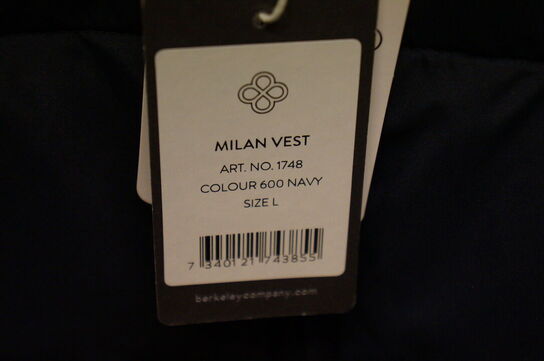 MILAN VEST
ART. NO. 1748
COLOUR 600 NAVY
SIZE L
7 340121 743855
berkeleycompany.com